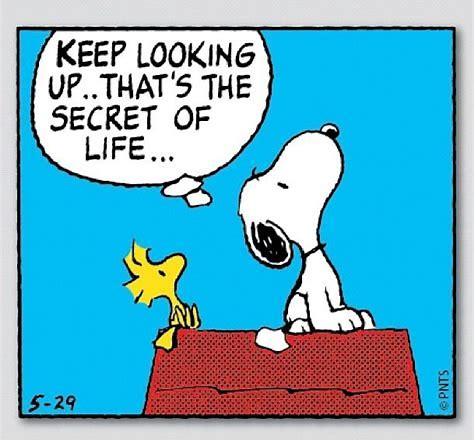 KEEP LOOKING
UP..THAT'S THE
SECRET OF
LIFE...
5-29
© PNTS